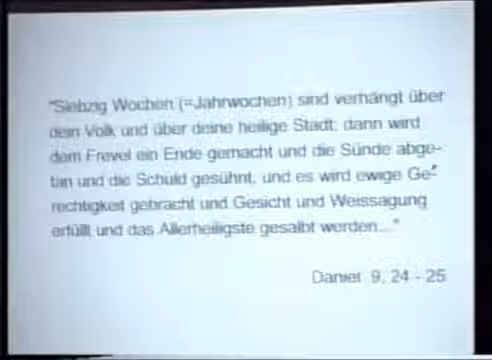 "Siebzig Wochen (=Jahrwochen) sind verhängt über
dein Volk und über deine heilige Stadt; dann wird
dem Frevel ein Ende gemacht und die Sünde abge-
tan und die Schuld gesühnt, und es wird ewige Ge-
rechtigkeit gebracht und Gesicht und Weissagung
erfüllt und das Allerheiligste gesalbt werden..."
Daniel 9, 24 - 25